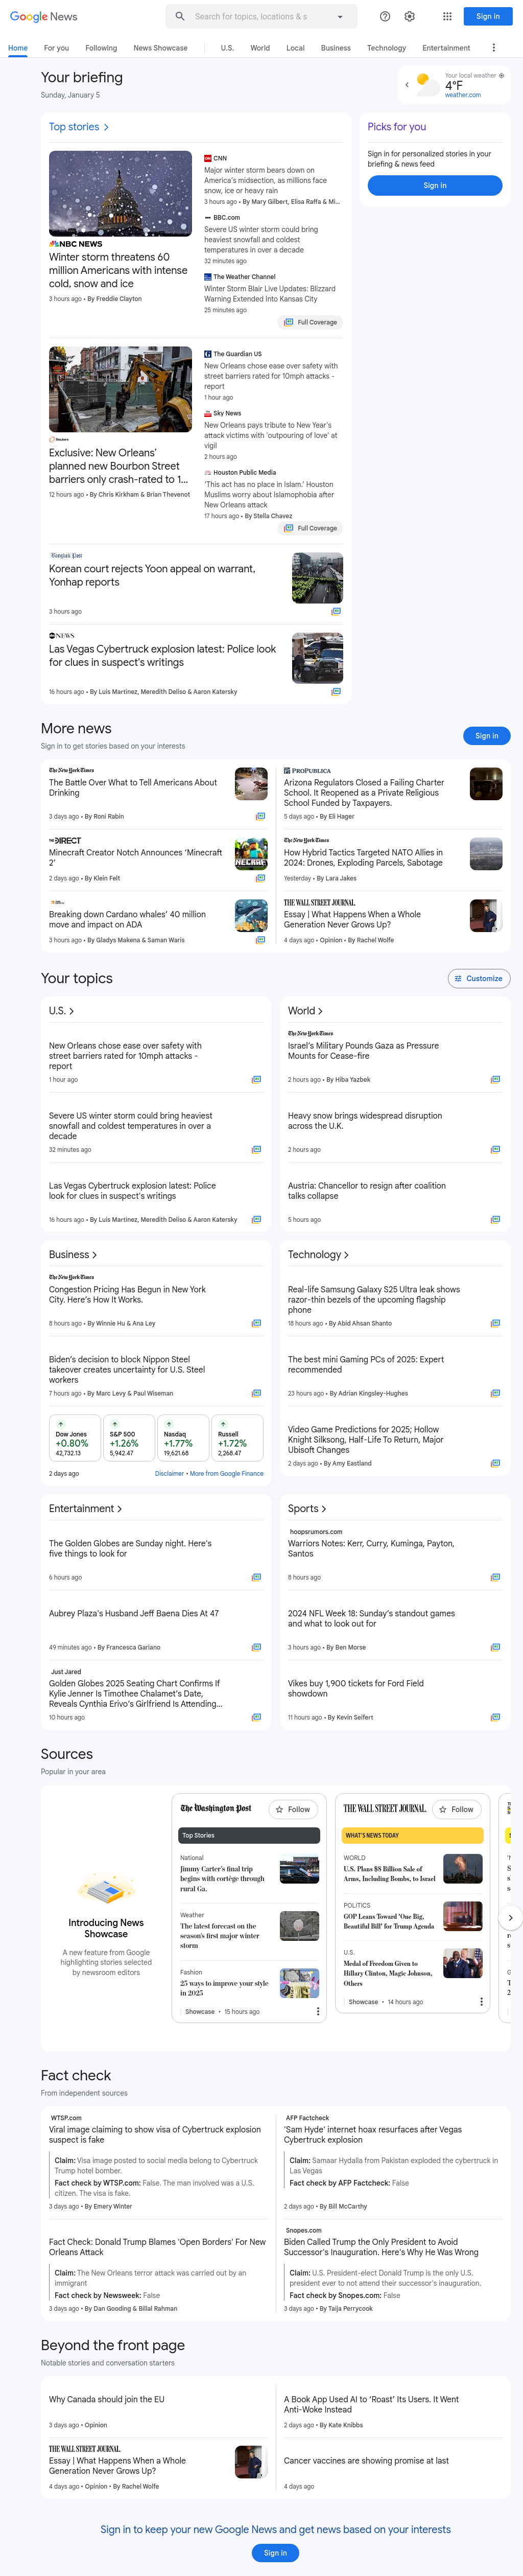 Google News
Search for topics, locations & s
Sign in
Home
For you
Following
News Showcase
U.S.
World
Local
Business
Technology
Entertainment
Your briefing
Sunday, January 5
Your local weather
4°F
weather.com
Top stories
NBC NEWS
Winter storm threatens 60
million Americans with intense
cold, snow and ice
3 hours ago • By Freddie Clayton
CNN
Major winter storm bears down on
America's midsection, as millions face
snow, ice or heavy rain
3 hours ago • By Mary Gilbert, Elisa Raffa & Mi...
BBC.com
Severe US winter storm could bring
heaviest snowfall and coldest
temperatures in over a decade
32 minutes ago
The Weather Channel
Winter Storm Blair Live Updates: Blizzard
Warning Extended Into Kansas City
25 minutes ago
Full Coverage
Reuters
Exclusive: New Orleans'
planned new Bourbon Street
barriers only crash-rated to 1...
12 hours ago • By Chris Kirkham & Brian Thevenot
The Guardian US
New Orleans chose ease over safety with
street barriers rated for 10mph attacks -
report
1 hour ago
Sky News
New Orleans pays tribute to New Year's
attack victims with 'outpouring of love' at
vigil
2 hours ago
Houston Public Media
'This act has no place in Islam.' Houston
Muslims worry about Islamophobia after
New Orleans attack
17 hours ago • By Stella Chavez
Full Coverage
Bangkok Post
Korean court rejects Yoon appeal on warrant,
Yonhap reports
3 hours ago
abc NEWS
Las Vegas Cybertruck explosion latest: Police look
for clues in suspect's writings
16 hours ago • By Luis Martinez, Meredith Deliso & Aaron Katersky
Picks for you
Sign in for personalized stories in your
briefing & news feed
Sign in
More news
Sign in to get stories based on your interests
Sign in
The New York Times
The Battle Over What to Tell Americans About
Drinking
3 days ago • By Roni Rabin
THE DIRECT
Minecraft Creator Notch Announces 'Minecraft
2'
2 days ago • By Klein Felt
Breaking down Cardano whales' 40 million
move and impact on ADA
3 hours ago • By Gladys Makena & Saman Waris
PROPUBLICA
Arizona Regulators Closed a Failing Charter
School. It Reopened as a Private Religious
School Funded by Taxpayers.
5 days ago • By Eli Hager
The New York Times
How Hybrid Tactics Targeted NATO Allies in
2024: Drones, Exploding Parcels, Sabotage
Yesterday • By Lara Jakes
THE WALL STREET JOURNAL.
Essay | What Happens When a Whole
Generation Never Grows Up?
4 days ago • Opinion • By Rachel Wolfe
Your topics
Customize
U.S.
New Orleans chose ease over safety with
street barriers rated for 10mph attacks -
report
1 hour ago
Severe US winter storm could bring heaviest
snowfall and coldest temperatures in over a
decade
32 minutes ago
Las Vegas Cybertruck explosion latest: Police
look for clues in suspect's writings
16 hours ago • By Luis Martinez, Meredith Deliso & Aaron Katersky
World
The New York Times
Israel's Military Pounds Gaza as Pressure
Mounts for Cease-fire
2 hours ago • By Hiba Yazbek
Heavy snow brings widespread disruption
across the U.K.
2 hours ago
Austria: Chancellor to resign after coalition
talks collapse
5 hours ago
Business
The New York Times
Congestion Pricing Has Begun in New York
City. Here's How It Works.
8 hours ago • By Winnie Hu & Ana Ley
Biden's decision to block Nippon Steel
takeover creates uncertainty for U.S. Steel
workers
7 hours ago • By Marc Levy & Paul Wiseman
Dow Jones
+0.80%
42,732.13
S&P 500
+1.26%
5,942.47
Nasdaq
+1.77%
19,621.68
Russell
+1.72%
2,268.47
2 days ago
Disclaimer • More from Google Finance
Technology
Real-life Samsung Galaxy S25 Ultra leak shows
razor-thin bezels of the upcoming flagship
phone
18 hours ago • By Abid Ahsan Shanto
The best mini Gaming PCs of 2025: Expert
recommended
23 hours ago • By Adrian Kingsley-Hughes
Video Game Predictions for 2025; Hollow
Knight Silksong, Half-Life To Return, Major
Ubisoft Changes
2 days ago • By Amy Eastland
Entertainment
The Golden Globes are Sunday night. Here's
five things to look for
6 hours ago
Aubrey Plaza's Husband Jeff Baena Dies At 47
49 minutes ago • By Francesca Gariano
Just Jared
Golden Globes 2025 Seating Chart Confirms If
Kylie Jenner Is Timothee Chalamet's Date,
Reveals Cynthia Erivo's Girlfriend Is Attending...
10 hours ago
Sports
hoopsrumors.com
Warriors Notes: Kerr, Curry, Kuminga, Payton,
Santos
8 hours ago
2024 NFL Week 18: Sunday's standout games
and what to look out for
3 hours ago • By Ben Morse
Vikes buy 1,900 tickets for Ford Field
showdown
11 hours ago • By Kevin Seifert
Sources
Popular in your area
Introducing News
Showcase
A new feature from Google
highlighting stories selected
by newsroom editors
The Washington Post
Follow
Top Stories
National
Jimmy Carter's final trip
begins with cortège through
rural Ga.
Weather
The latest forecast on the
season's first major winter
storm
Fashion
25 ways to improve your style
in 2025
Showcase • 15 hours ago
THE WALL STREET JOURNAL.
Follow
WHAT'S NEWS TODAY
WORLD
U.S. Plans $8 Billion Sale of
Arms, Including Bombs, to Israel
POLITICS
GOP Leans Toward 'One Big,
Beautiful Bill' for Trump Agenda
U.S.
Medal of Freedom Given to
Hillary Clinton, Magic Johnson,
Others
Showcase • 14 hours ago
Fact check
From independent sources
WTSP.com
Viral image claiming to show visa of Cybertruck explosion
suspect is fake
Claim: Visa image posted to social media belong to Cybertruck
Trump hotel bomber.
Fact check by WTSP.com: False. The man involved was a U.S.
citizen. The visa is fake.
3 days ago • By Emery Winter
Fact Check: Donald Trump Blames 'Open Borders' For New
Orleans Attack
Claim: The New Orleans terror attack was carried out by an
immigrant
Fact check by Newsweek: False
3 days ago • By Dan Gooding & Billal Rahman
AFP Factcheck
'Sam Hyde' internet hoax resurfaces after Vegas
Cybertruck explosion
Claim: Samaar Hydalla from Pakistan exploded the cybertruck in
Las Vegas
Fact check by AFP Factcheck: False
2 days ago • By Bill McCarthy
Snopes.com
Biden Called Trump the Only President to Avoid
Successor's Inauguration. Here's Why He Was Wrong
Claim: U.S. President-elect Donald Trump is the only U.S.
president ever to not attend their successor's inauguration.
Fact check by Snopes.com: False
3 days ago • By Taija Perrycook
Beyond the front page
Notable stories and conversation starters
Why Canada should join the EU
3 days ago • Opinion
THE WALL STREET JOURNAL.
Essay | What Happens When a Whole
Generation Never Grows Up?
4 days ago • Opinion • By Rachel Wolfe
A Book App Used AI to 'Roast' Its Users. It Went
Anti-Woke Instead
2 days ago • By Kate Knibbs
Cancer vaccines are showing promise at last
4 days ago
Sign in to keep your new Google News and get news based on your interests
Sign in